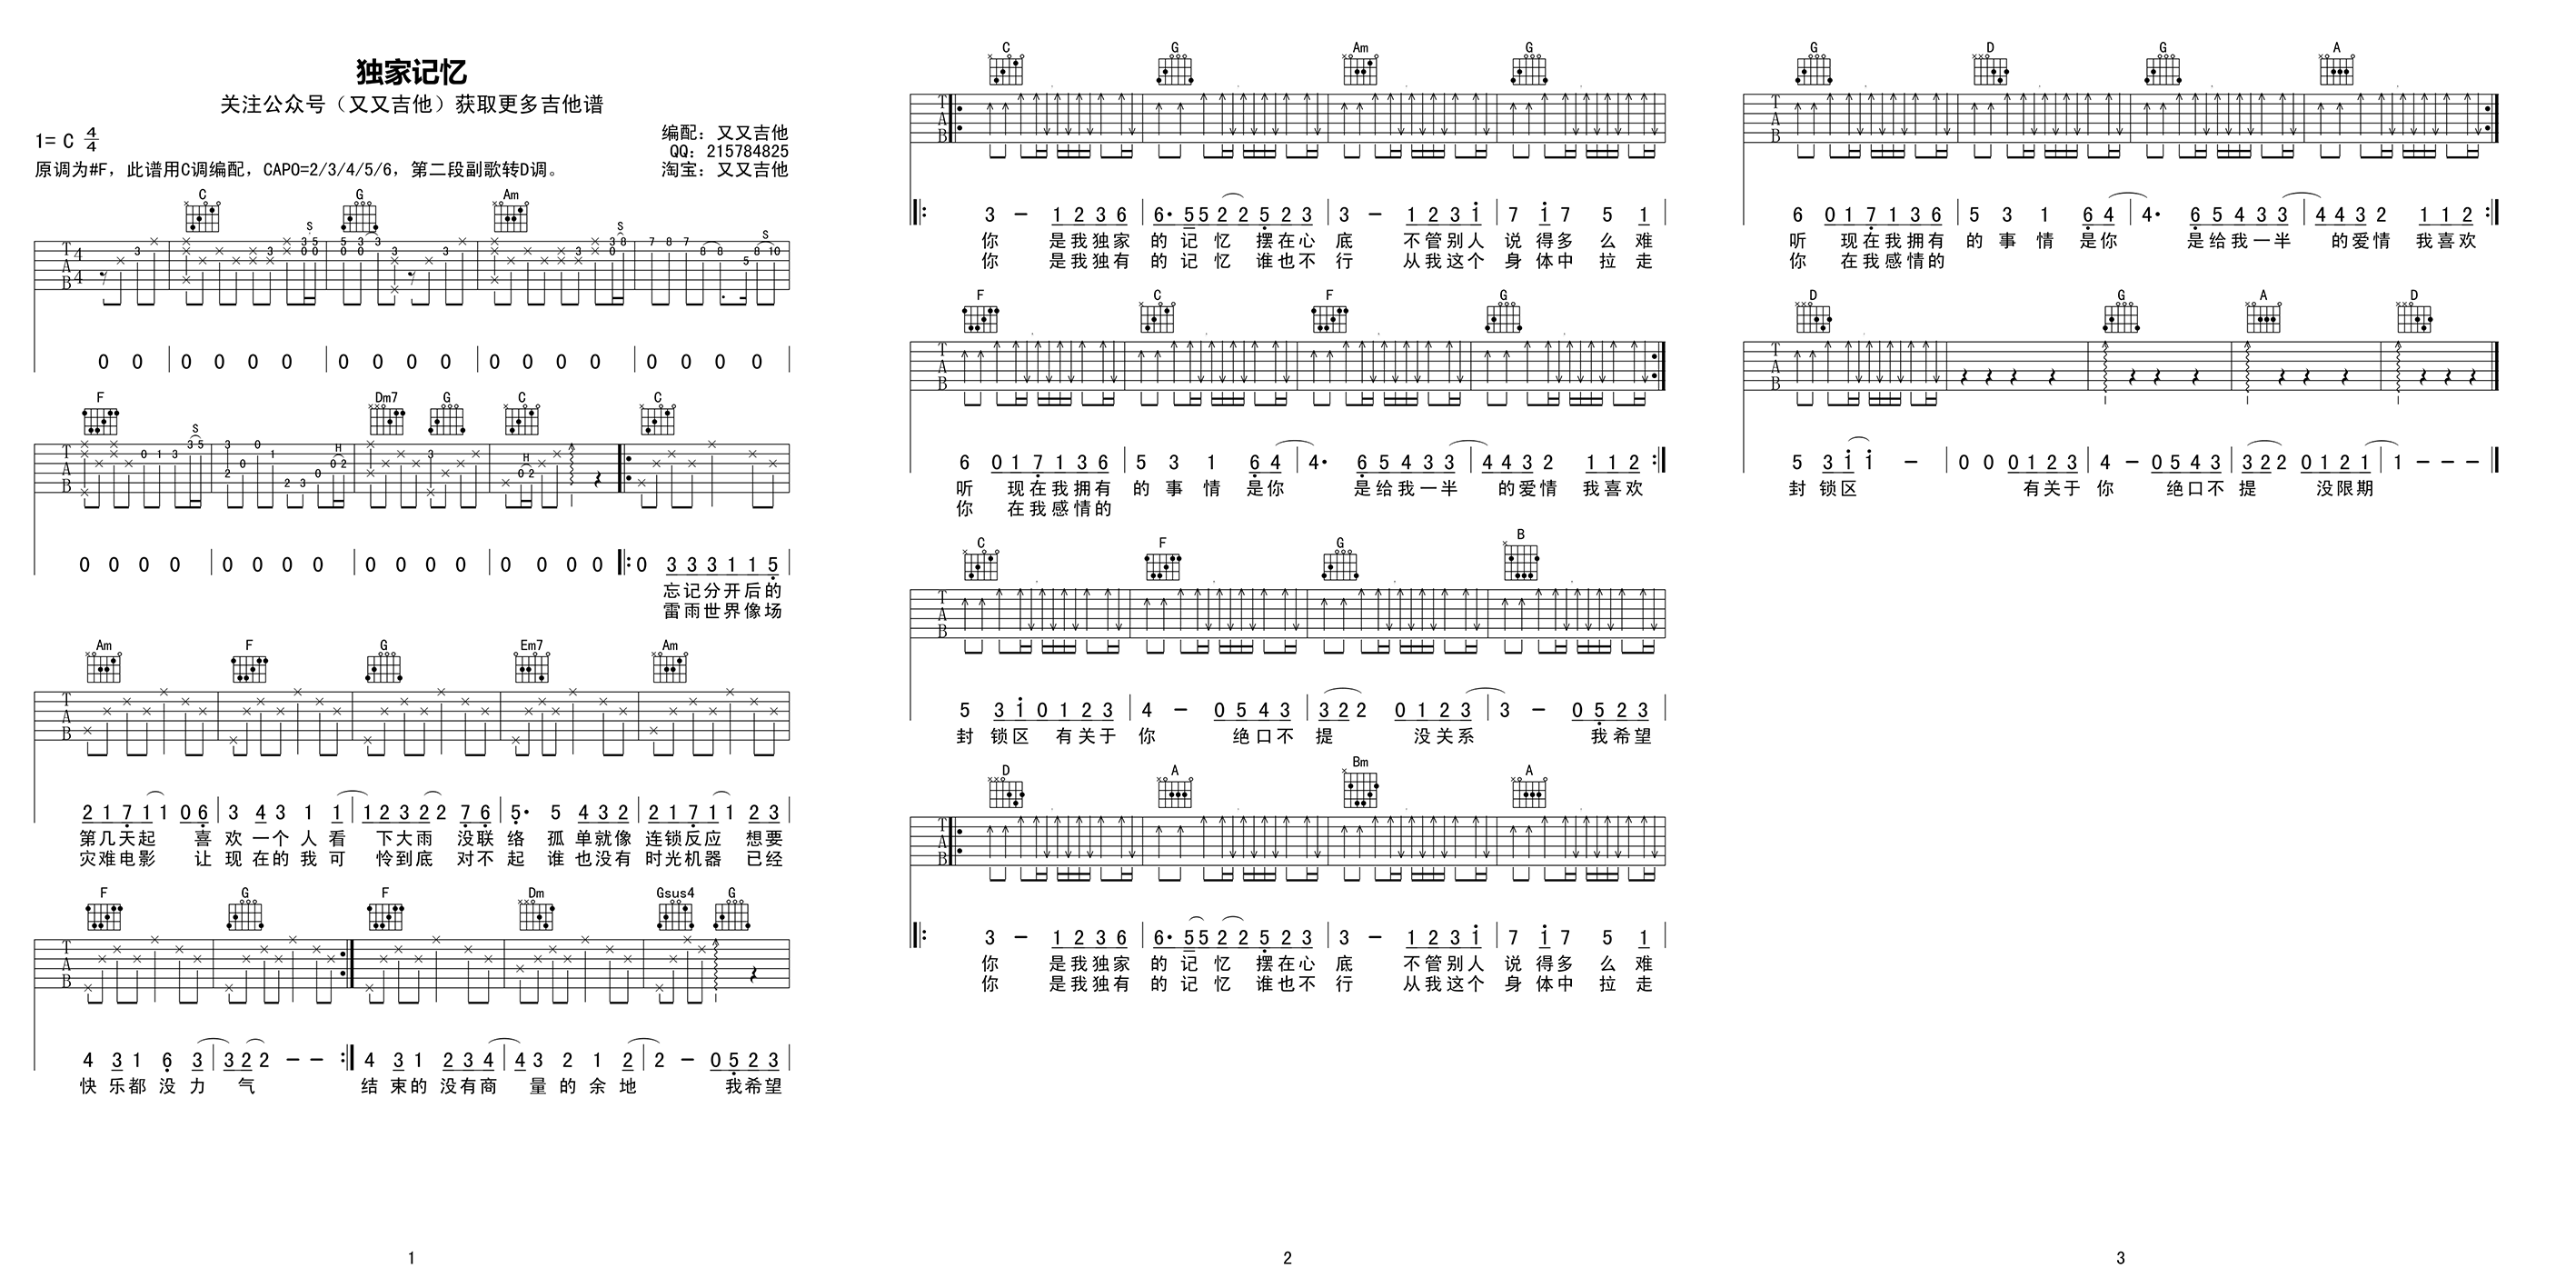 独家记忆
关注公众号（又又吉他）获取更多吉他谱
1= C 4/4
编配：又又吉他
QQ：215784825
原调为#F，此谱用C调编配，CAPO=2/3/4/5/6，第二段副歌转D调。
淘宝：又又吉他
C G Am
0 0 0 0 0 0 0 0 0 0 0 0 0 0 0 0 0 0
F Dm7 G C C
0 0 0 0 0 0 0 0 0 0 0 0 0 0 0 0 0 3 3 3 1 1 5
忘记分开后的
雷雨世界像场
Am F G Em7 Am
2 1 7 1 1 0 6 3 4 3 1 1 1 2 3 2 2 7 6 5· 5 4 3 2 2 1 7 1 1 2 3
第几天起 喜 欢 一个 人 看 下大雨 没联 络 孤 单就像 连锁反应 想要
灾难电影 让 现 在的 我 可 怜到底 对不 起 谁 也没有 时光机器 已经
F G F Dm Gsus4 G
4 3 1 6 3 3 2 2 - - 4 3 1 2 3 4 4 3 2 1 2 2 - 0 5 2 3
快 乐都 没 力 气 结 束的 没有商 量 的 余 地 我希望
1
C G Am G
3 - 1 2 3 6 6· 5 5 2 2 5 2 3 3 - 1 2 3 1 7 1 7 5 1
你 是我独家 的 记 忆 摆在心 底 不管别人 说 得多 么 难
你 是我独有 的 记 忆 谁也不 行 从我这个 身 体中 拉 走
F C F G
6 0 1 7 1 3 6 5 3 1 6 4 4· 6 5 4 3 3 4 4 3 2 1 1 2
听 现在我拥有 的 事 情 是你 是给我一半 的爱情 我喜欢
你 在我感情的
C F G B
5 3 1 0 1 2 3 4 - 0 5 4 3 3 2 2 0 1 2 3 3 - 0 5 2 3
封 锁区 有关于 你 绝口不 提 没关系 我希望
D A Bm A
3 - 1 2 3 6 6· 5 5 2 2 5 2 3 3 - 1 2 3 1 7 1 7 5 1
你 是我独家 的 记 忆 摆在心 底 不管别人 说 得多 么 难
你 是我独有 的 记 忆 谁也不 行 从我这个 身 体中 拉 走
2
G D G A
6 0 1 7 1 3 6 5 3 1 6 4 4· 6 5 4 3 3 4 4 3 2 1 1 2
听 现在我拥有 的 事 情 是你 是给我一半 的爱情 我喜欢
你 在我感情的
D G A D
5 3 1 1 - 0 0 0 1 2 3 4 - 0 5 4 3 3 2 2 0 1 2 1 1 - - -
封 锁区 有关于 你 绝口不 提 没限期
3